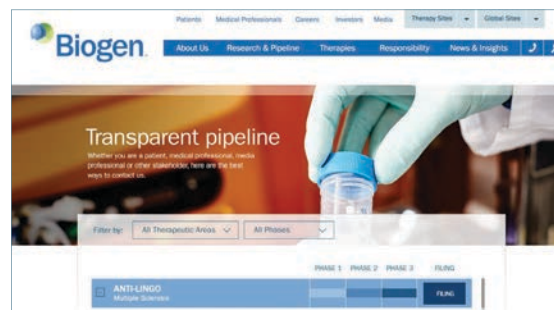 Patients Medical Professionals Careers Investors Media Therapy Sites Global Sites
Biogen
About Us Research & Pipeline Therapies Responsibility News & Insights
Transparent pipeline
Whether you are a patient, medical professional, media
professional or other stakeholder, here are the best
ways to contact us.
Filter by: All Therapeutic Areas All Phases
PHASE 1 PHASE 2 PHASE 3 FILING
ANTI-LINGO FILING
Multiple Sclerosis